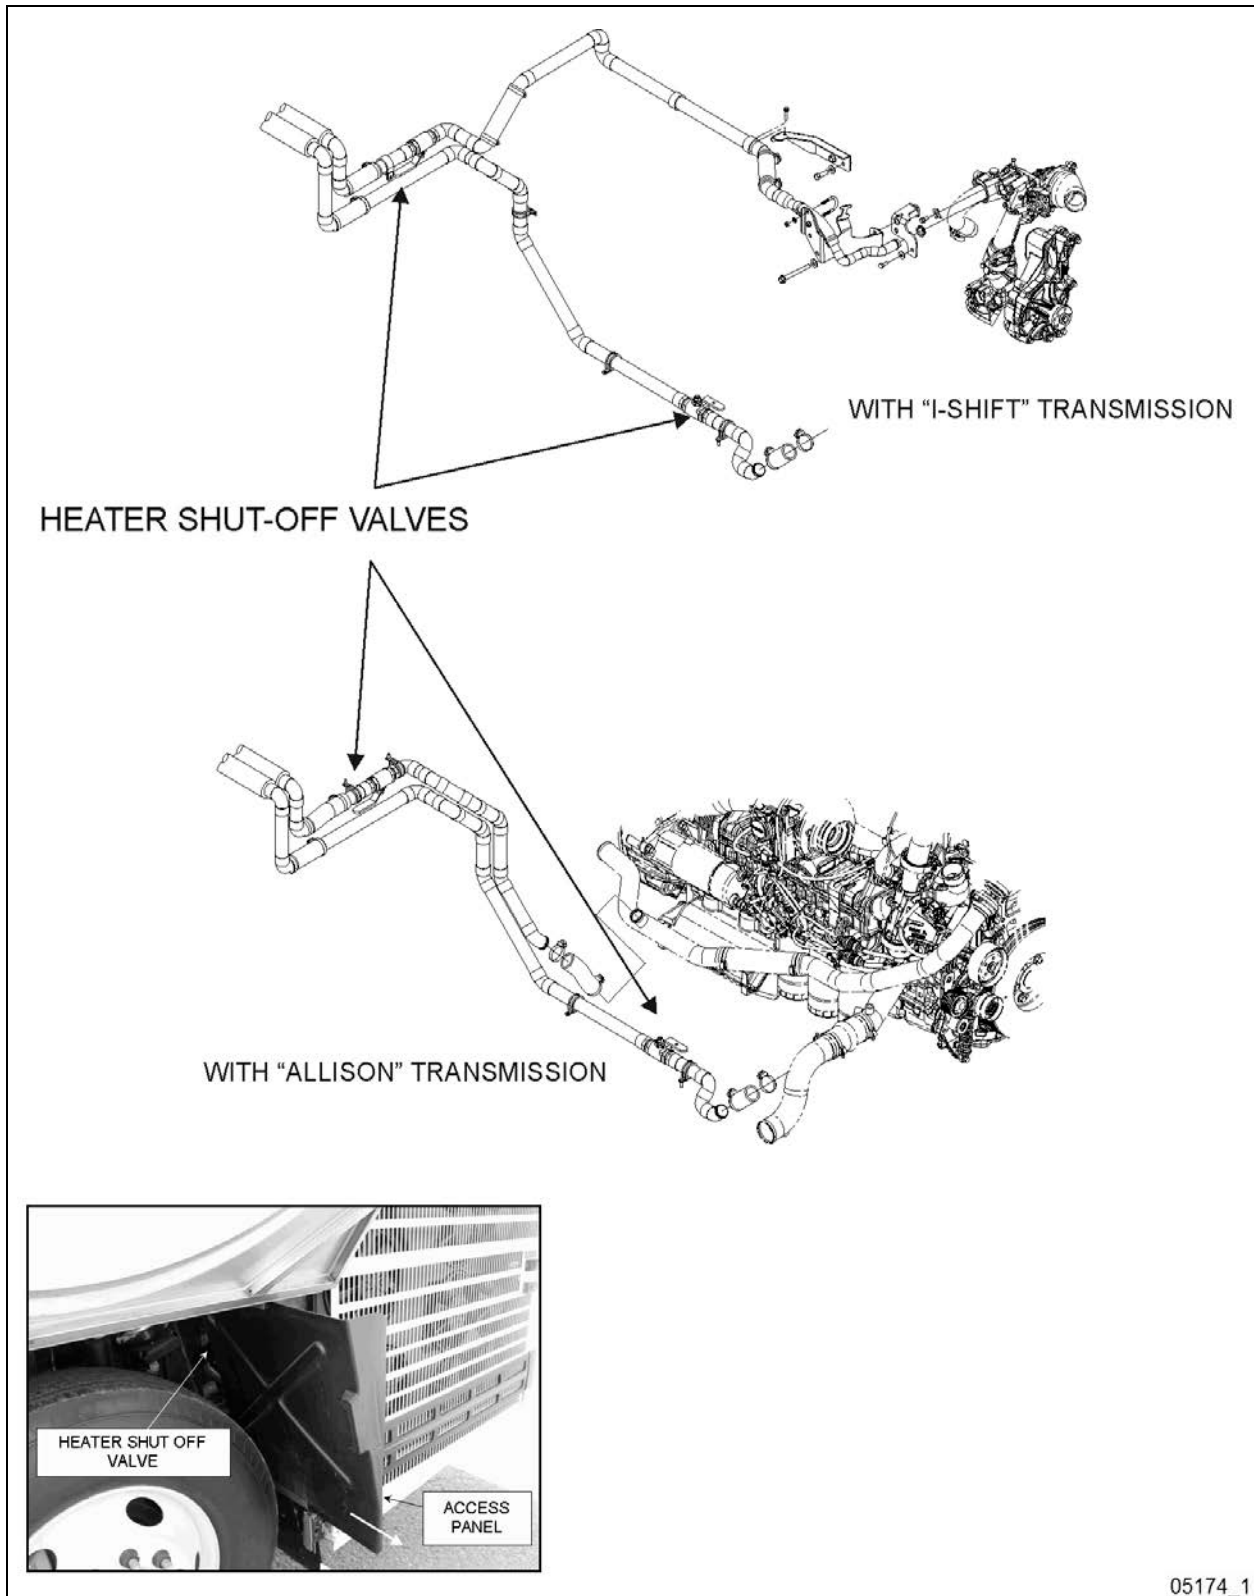 WITH “I-SHIFT” TRANSMISSION
HEATER SHUT-OFF VALVES
WITH “ALLISON” TRANSMISSION
HEATER SHUT OFF
VALVE
ACCESS
PANEL
05174_1